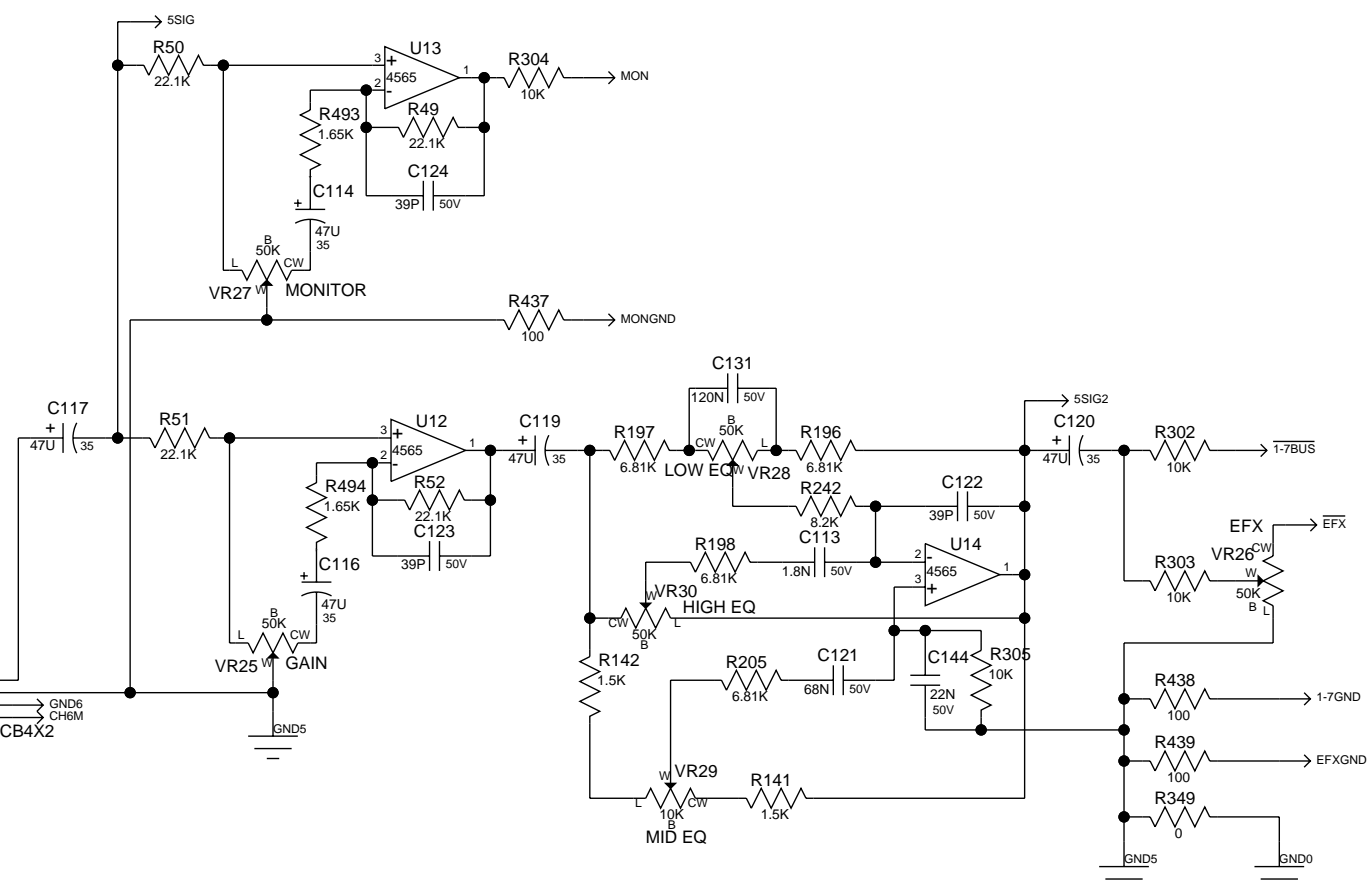 5SIG
R50
22.1K
3
+
U13
4565
2
-
1
R304
10K
MON
R493
1.65K
R49
22.1K
C124
39P
50V
+
C114
47U
35
B
50K
L
CW
W
VR27
MONITOR
R437
100
MONGND
C117
+
47U
35
R51
22.1K
3
+
U12
4565
2
-
1
C119
+
47U
35
R494
1.65K
R52
22.1K
C123
39P
50V
+
C116
47U
35
B
50K
L
CW
W
VR25
GAIN
GND6
CH6M
CB4X2
GND5
C131
120N
50V
R197
6.81K
B
50K
CW
L
LOW EQ
W
VR28
R196
6.81K
5SIG2
C120
+
47U
35
R302
10K
1-7BUS
R242
8.2K
C122
39P
50V
R198
6.81K
C113
1.8N
50V
2
-
U14
4565
3
+
1
W
VR30
HIGH EQ
CW
50K
L
B
R142
1.5K
R205
6.81K
C121
68N
50V
C144
22N
50V
R305
10K
W
VR29
L
10K
CW
B
MID EQ
R141
1.5K
EFX
EFX
VR26
CW
R303
10K
W
50K
B
L
R438
100
1-7GND
R439
100
EFXGND
R349
0
GND5
GND0